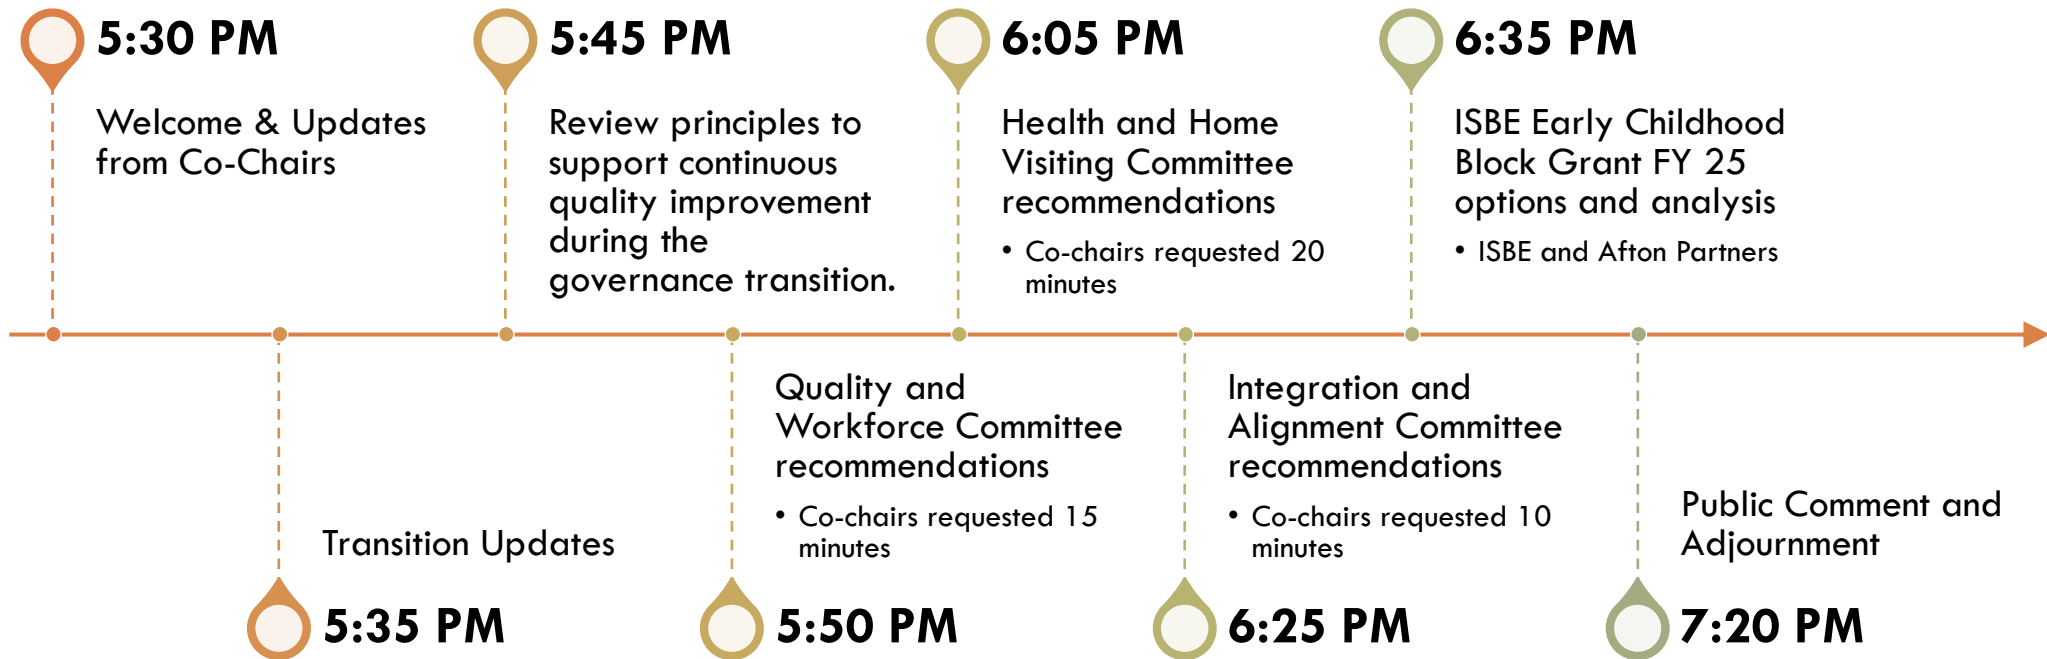 5:30 PM
Welcome & Updates
from Co-Chairs
5:35 PM
Transition Updates
5:45 PM
Review principles to
support continuous
quality improvement
during the
governance transition.
5:50 PM
Quality and
Workforce Committee
recommendations
• Co-chairs requested 15
minutes
6:05 PM
Health and Home
Visiting Committee
recommendations
• Co-chairs requested 20
minutes
6:25 PM
Integration and
Alignment Committee
recommendations
• Co-chairs requested 10
minutes
6:35 PM
ISBE Early Childhood
Block Grant FY 25
options and analysis
• ISBE and Afton Partners
7:20 PM
Public Comment and
Adjournment